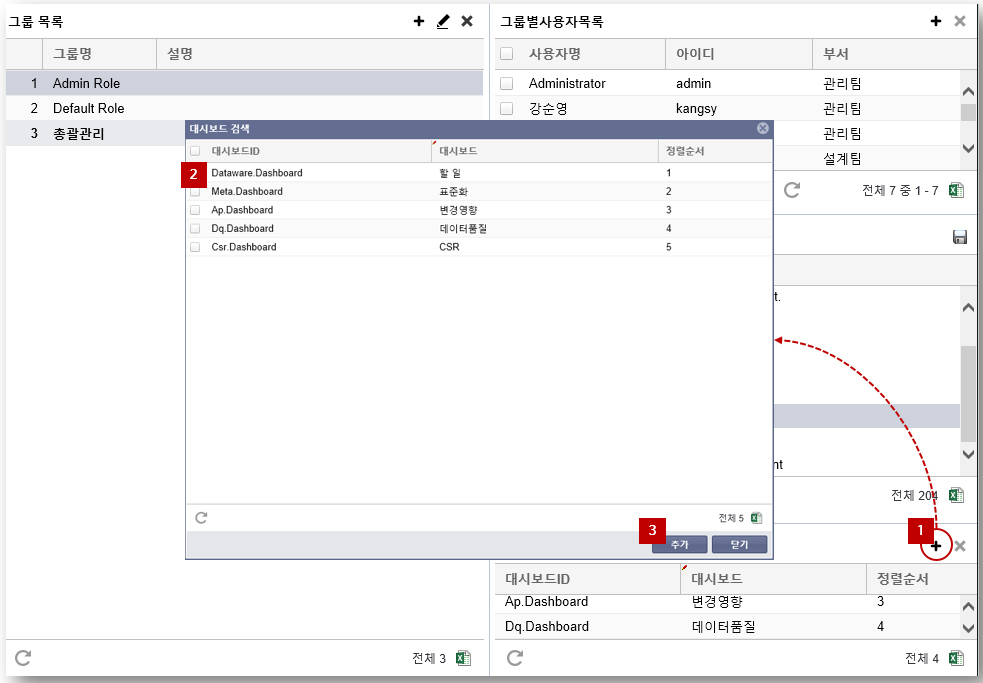 그룹 목록
그룹명 설명
1 Admin Role
2 Default Role
3 총괄관리
전체 3
그룹별사용자목록
사용자명 아이디 부서
Administrator admin 관리팀
강순영 kangsy 관리팀
관리팀
설계팀
전체 7 중 1 - 7
t.
nt
전체 204
1
대시보드ID 대시보드 정렬순서
Ap.Dashboard 변경영향 3
Dq.Dashboard 데이터품질 4
전체 4
대시보드 검색
대시보드ID 대시보드 정렬순서
2
Dataware.Dashboard 할 일 1
Meta.Dashboard 표준화 2
Ap.Dashboard 변경영향 3
Dq.Dashboard 데이터품질 4
Csr.Dashboard CSR 5
전체 5
3
추가 닫기